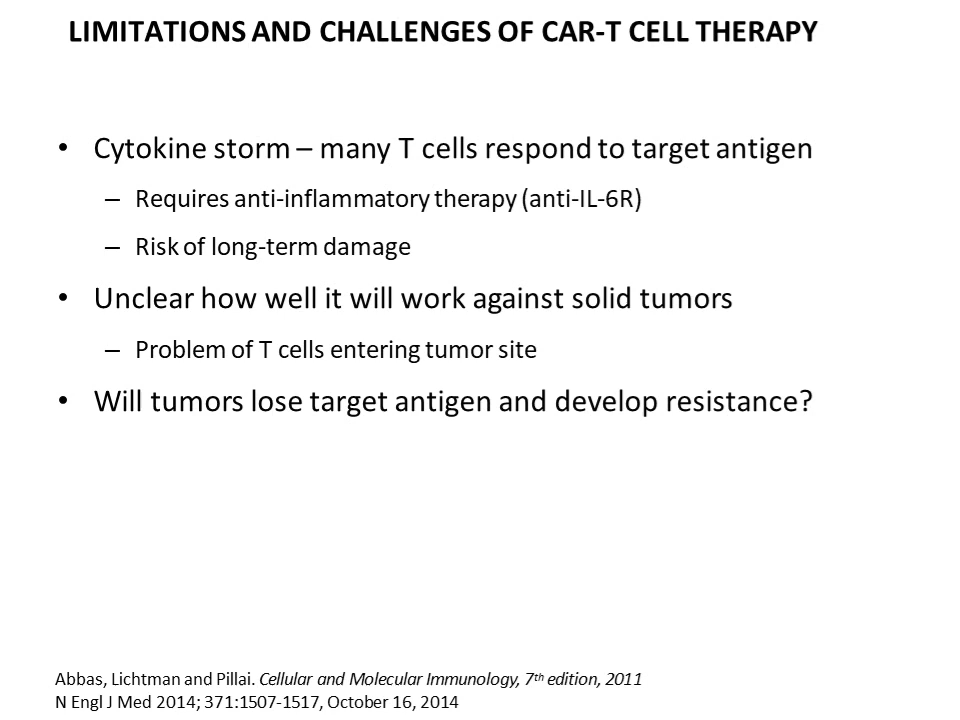 LIMITATIONS AND CHALLENGES OF CAR-T CELL THERAPY
• Cytokine storm – many T cells respond to target antigen
– Requires anti-inflammatory therapy (anti-IL-6R)
– Risk of long-term damage
• Unclear how well it will work against solid tumors
– Problem of T cells entering tumor site
• Will tumors lose target antigen and develop resistance?
Abbas, Lichtman and Pillai. Cellular and Molecular Immunology, 7th edition, 2011
N Engl J Med 2014; 371:1507-1517, October 16, 2014